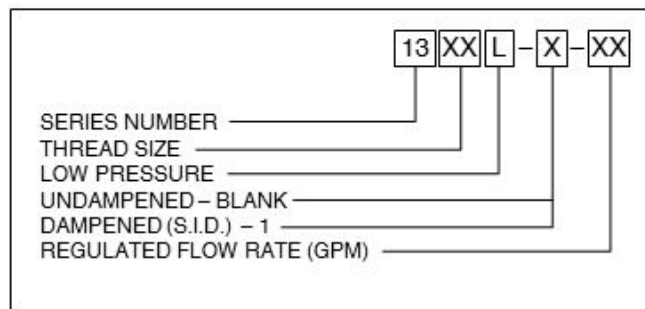 13 XX L – X – XX
SERIES NUMBER
THREAD SIZE
LOW PRESSURE
UNDAMPENED – BLANK
DAMPENED (S.I.D.) – 1
REGULATED FLOW RATE (GPM)